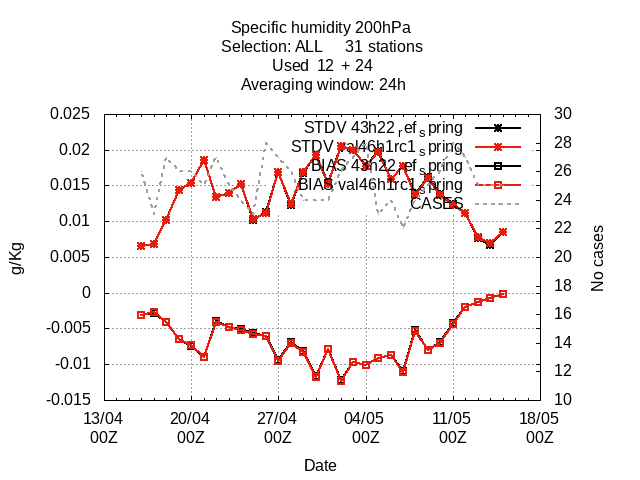 Specific humidity 200hPa
Selection: ALL     31 stations
Used  12  + 24
Averaging window: 24h
STDV 43h22_ref_spring
STDV val46h1rc1_spring
BIAS 43h22_ref_spring
BIAS val46h1rc1_spring
CASES
0.025
0.02
0.015
0.01
0.005
0
-0.005
-0.01
-0.015
g/Kg
30
28
26
24
22
20
18
16
14
12
10
No cases
13/04 20/04 27/04 04/05 11/05 18/05
00Z 00Z 00Z 00Z 00Z 00Z
Date